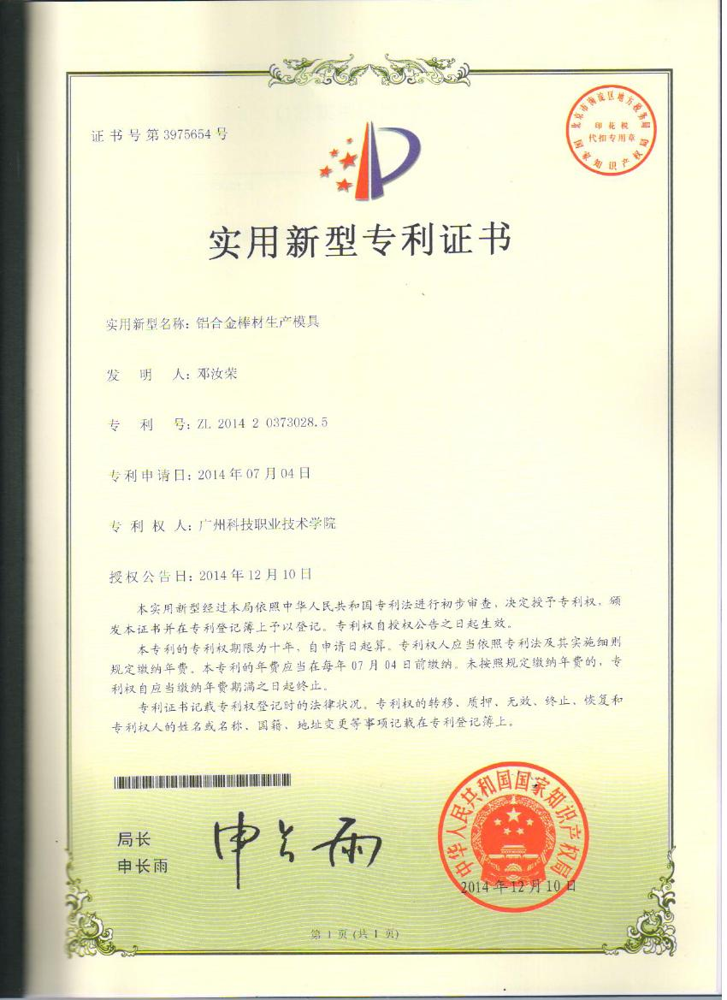 证书号第3975654号
北京市海淀区地方税务局
印花税
代扣专用章
国家知识产权局
实用新型专利证书
实用新型名称：铝合金棒材生产模具
发明人：邓汝荣
专利号：ZL 2014 2 0373028.5
专利申请日：2014年07月04日
专利权人：广州科技职业技术学院
授权公告日：2014年12月10日
本实用新型经过本局依照中华人民共和国专利法进行初步审查，决定授予专利权，颁
发本证书并在专利登记簿上予以登记。专利权自授权公告之日起生效。
本专利的专利权期限为十年，自申请日起算。专利权人应当依照专利法及其实施细则
规定缴纳年费。本专利的年费应当在每年07月04日前缴纳。未按照规定缴纳年费的，专
利权自应当缴纳年费期满之日起终止。
专利证书记载专利权登记时的法律状况。专利权的转移、质押、无效、终止、恢复和
专利权人的姓名或名称、国籍、地址变更等事项记载在专利登记簿上。
局长
申长雨
申长雨
中华人民共和国国家知识产权局
2014年12月10日
第1页(共1页)